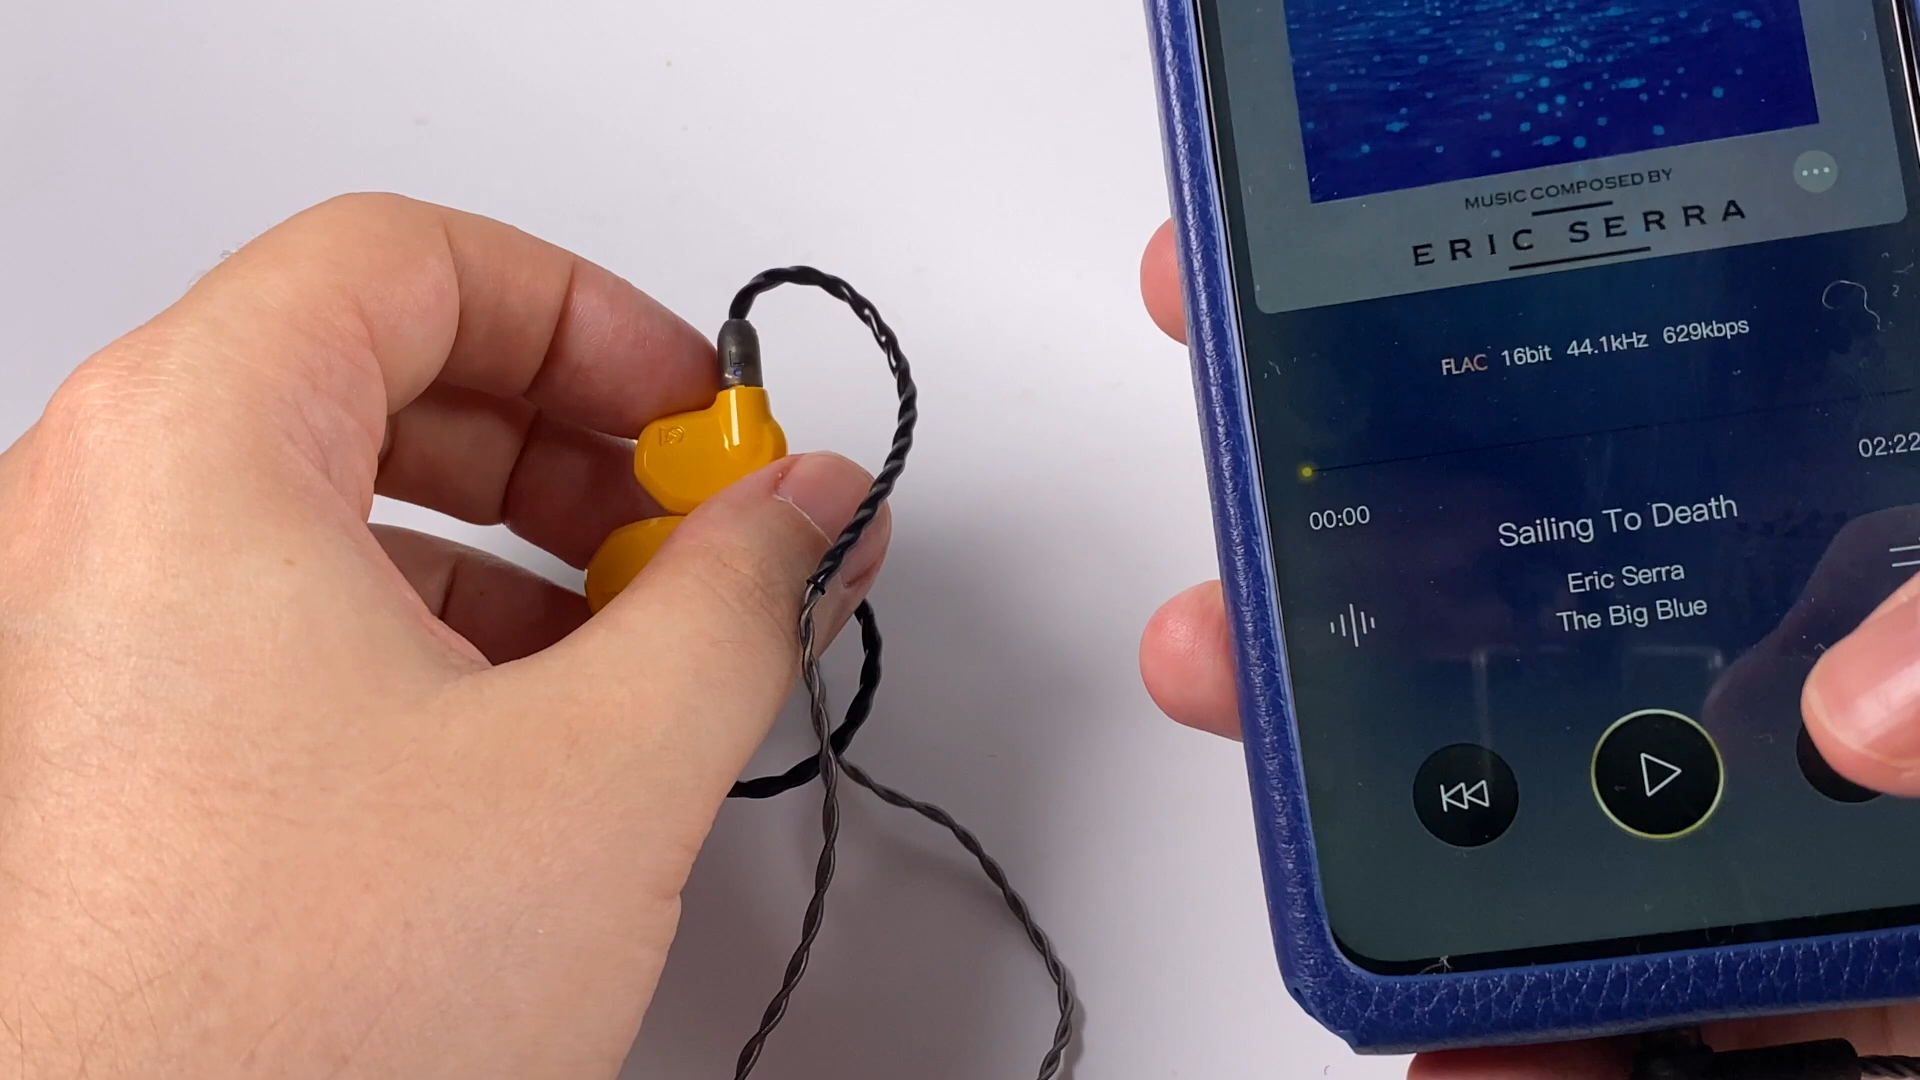 MUSIC COMPOSED BY
ERIC SERRA
FLAC 16bit 44.1kHz 629kbps
02:22
00:00
Sailing To Death
Eric Serra
The Big Blue
L